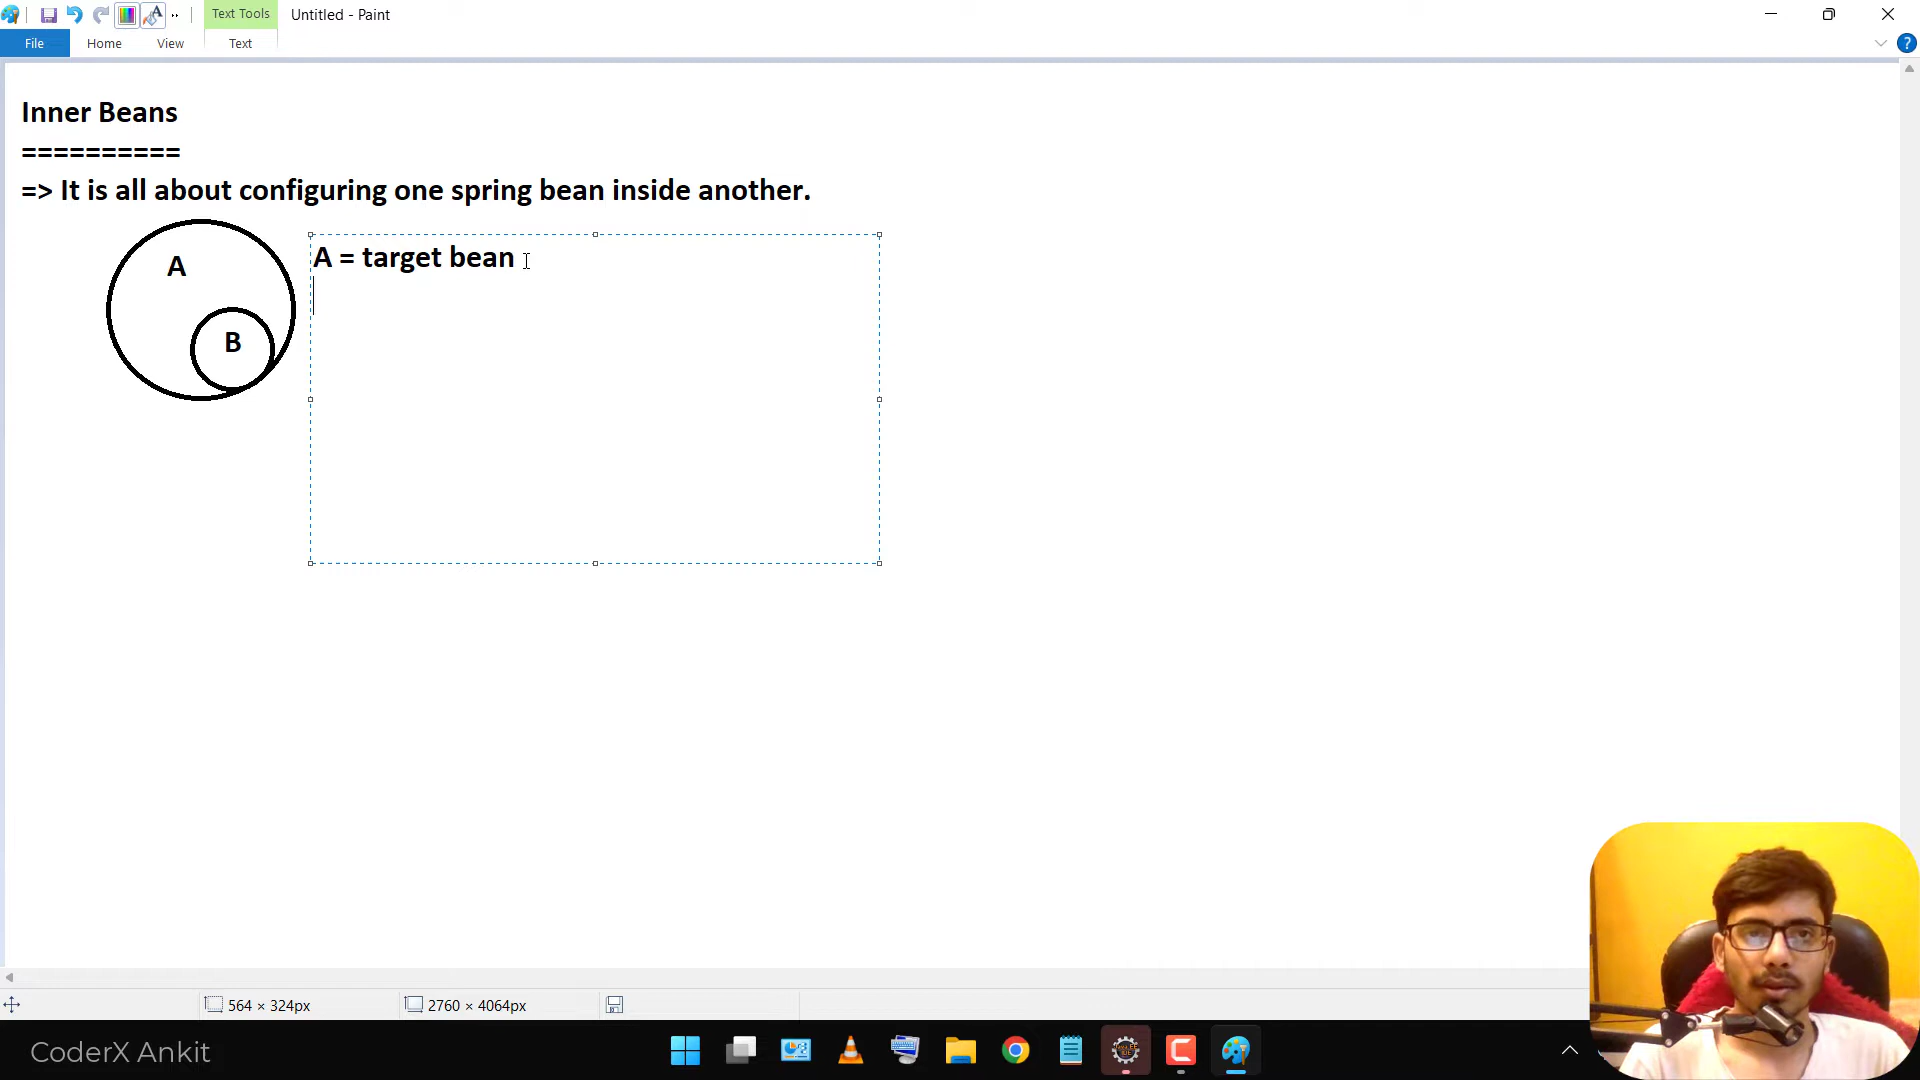 Text Tools
Untitled - Paint
File
Home
View
Text
?
Inner Beans
==========
=> It is all about configuring one spring bean inside another.
A
A = target bean
B
564 × 324px
2760 × 4064px
CoderX Ankit